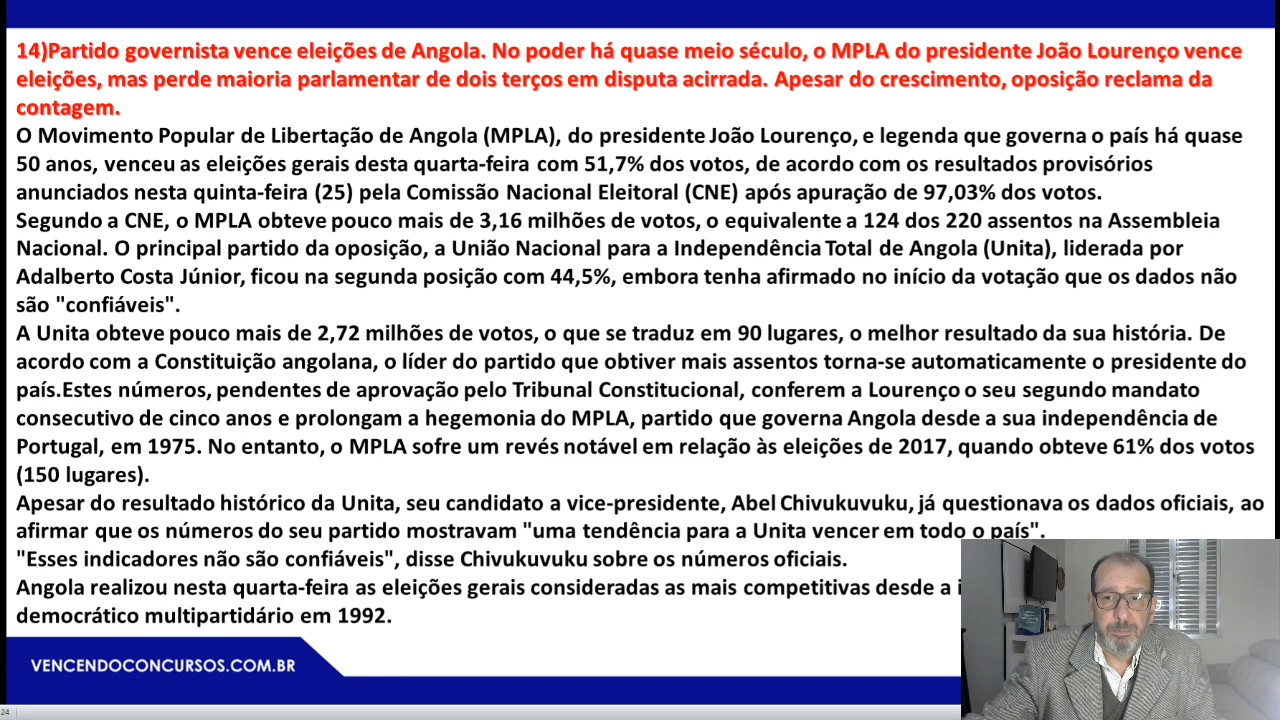 14)Partido governista vence eleições de Angola. No poder há quase meio século, o MPLA do presidente João Lourenço vence
eleições, mas perde maioria parlamentar de dois terços em disputa acirrada. Apesar do crescimento, oposição reclama da
contagem.
O Movimento Popular de Libertação de Angola (MPLA), do presidente João Lourenço, e legenda que governa o país há quase
50 anos, venceu as eleições gerais desta quarta-feira com 51,7% dos votos, de acordo com os resultados provisórios
anunciados nesta quinta-feira (25) pela Comissão Nacional Eleitoral (CNE) após apuração de 97,03% dos votos.
Segundo a CNE, o MPLA obteve pouco mais de 3,16 milhões de votos, o equivalente a 124 dos 220 assentos na Assembleia
Nacional. O principal partido da oposição, a União Nacional para a Independência Total de Angola (Unita), liderada por
Adalberto Costa Júnior, ficou na segunda posição com 44,5%, embora tenha afirmado no início da votação que os dados não
são "confiáveis".
A Unita obteve pouco mais de 2,72 milhões de votos, o que se traduz em 90 lugares, o melhor resultado da sua história. De
acordo com a Constituição angolana, o líder do partido que obtiver mais assentos torna-se automaticamente o presidente do
país.Estes números, pendentes de aprovação pelo Tribunal Constitucional, conferem a Lourenço o seu segundo mandato
consecutivo de cinco anos e prolongam a hegemonia do MPLA, partido que governa Angola desde a sua independência de
Portugal, em 1975. No entanto, o MPLA sofre um revés notável em relação às eleições de 2017, quando obteve 61% dos votos
(150 lugares).
Apesar do resultado histórico da Unita, seu candidato a vice-presidente, Abel Chivukuvuku, já questionava os dados oficiais, ao
afirmar que os números do seu partido mostravam "uma tendência para a Unita vencer em todo o país".
"Esses indicadores não são confiáveis", disse Chivukuvuku sobre os números oficiais.
Angola realizou nesta quarta-feira as eleições gerais consideradas as mais competitivas desde a
democrático multipartidário em 1992.
VENCENDOCONCURSOS.COM.BR
24